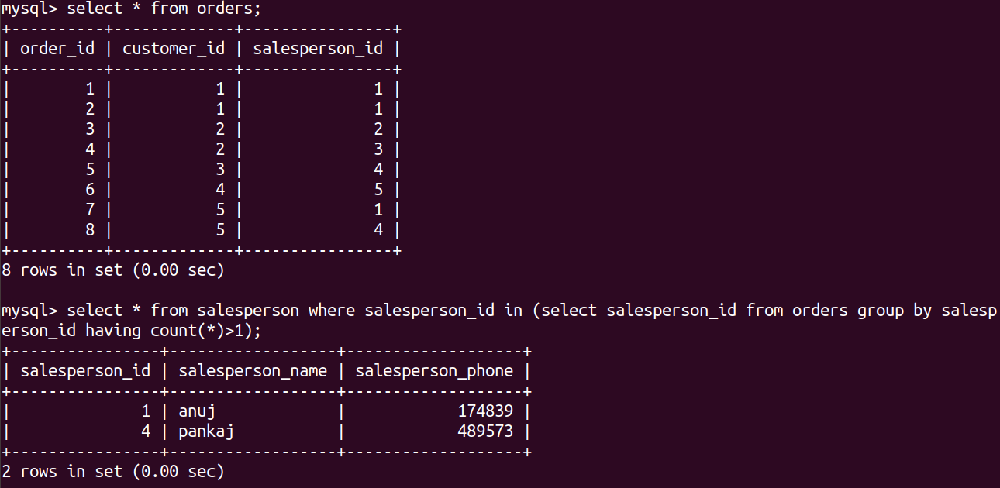 mysql> select * from orders;
+----------+-------------+----------------+
| order_id | customer_id | salesperson_id |
+----------+-------------+----------------+
|        1 |           1 |              1 |
|        2 |           1 |              1 |
|        3 |           2 |              2 |
|        4 |           2 |              3 |
|        5 |           3 |              4 |
|        6 |           4 |              5 |
|        7 |           5 |              1 |
|        8 |           5 |              4 |
+----------+-------------+----------------+
8 rows in set (0.00 sec)

mysql> select * from salesperson where salesperson_id in (select salesperson_id from orders group by salesp
erson_id having count(*)>1);
+----------------+------------------+-------------------+
| salesperson_id | salesperson_name | salesperson_phone |
+----------------+------------------+-------------------+
|              1 | anuj             |            174839 |
|              4 | pankaj           |            489573 |
+----------------+------------------+-------------------+
2 rows in set (0.00 sec)